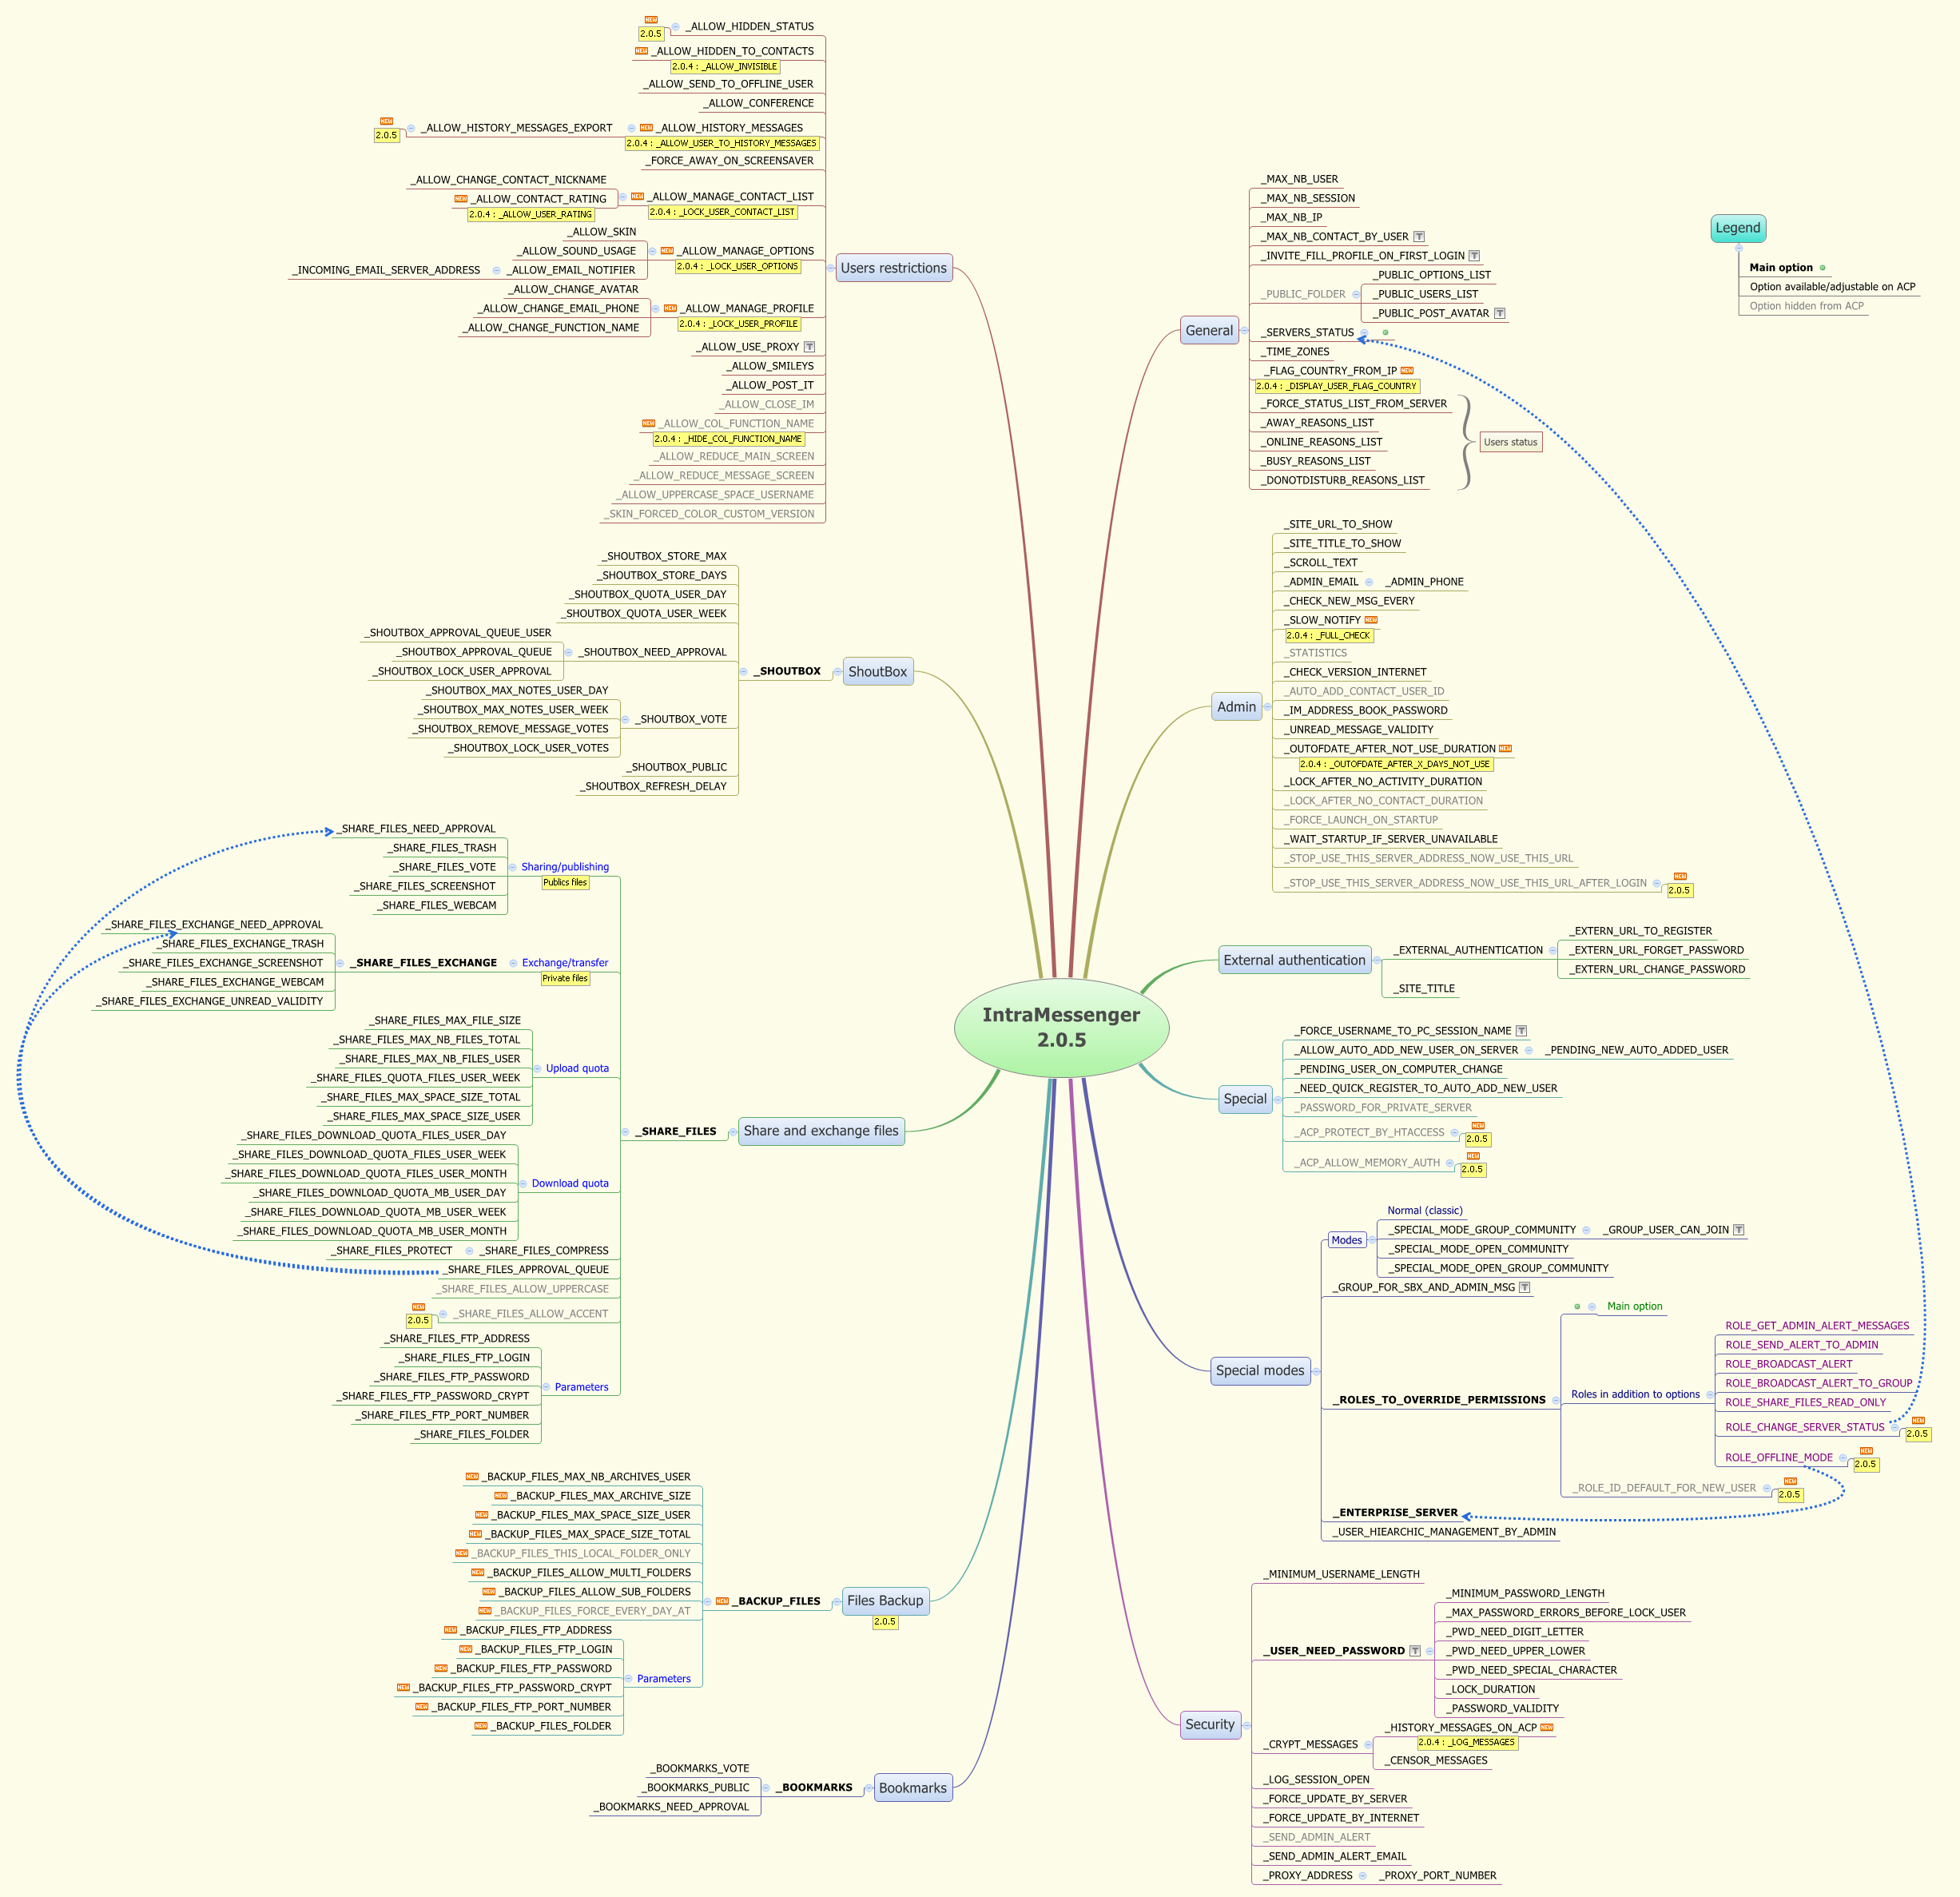 IntraMessenger
2.0.5
Legend
Main option
Option available/adjustable on ACP
Option hidden from ACP
Users restrictions
NEW
2.0.5
_ALLOW_HIDDEN_STATUS
NEW _ALLOW_HIDDEN_TO_CONTACTS
2.0.4 : _ALLOW_INVISIBLE
_ALLOW_SEND_TO_OFFLINE_USER
_ALLOW_CONFERENCE
NEW
2.0.5
_ALLOW_HISTORY_MESSAGES_EXPORT
NEW _ALLOW_HISTORY_MESSAGES
2.0.4 : _ALLOW_USER_TO_HISTORY_MESSAGES
_FORCE_AWAY_ON_SCREENSAVER
_ALLOW_CHANGE_CONTACT_NICKNAME
NEW _ALLOW_CONTACT_RATING
2.0.4 : _ALLOW_USER_RATING
NEW _ALLOW_MANAGE_CONTACT_LIST
2.0.4 : _LOCK_USER_CONTACT_LIST
_ALLOW_SKIN
_ALLOW_SOUND_USAGE
_INCOMING_EMAIL_SERVER_ADDRESS
_ALLOW_EMAIL_NOTIFIER
NEW _ALLOW_MANAGE_OPTIONS
2.0.4 : _LOCK_USER_OPTIONS
_ALLOW_CHANGE_AVATAR
_ALLOW_CHANGE_EMAIL_PHONE
_ALLOW_CHANGE_FUNCTION_NAME
NEW _ALLOW_MANAGE_PROFILE
2.0.4 : _LOCK_USER_PROFILE
_ALLOW_USE_PROXY T
_ALLOW_SMILEYS
_ALLOW_POST_IT
_ALLOW_CLOSE_IM
NEW _ALLOW_COL_FUNCTION_NAME
2.0.4 : _HIDE_COL_FUNCTION_NAME
_ALLOW_REDUCE_MAIN_SCREEN
_ALLOW_REDUCE_MESSAGE_SCREEN
_ALLOW_UPPERCASE_SPACE_USERNAME
_SKIN_FORCED_COLOR_CUSTOM_VERSION
ShoutBox
_SHOUTBOX
_SHOUTBOX_STORE_MAX
_SHOUTBOX_STORE_DAYS
_SHOUTBOX_QUOTA_USER_DAY
_SHOUTBOX_QUOTA_USER_WEEK
_SHOUTBOX_APPROVAL_QUEUE_USER
_SHOUTBOX_APPROVAL_QUEUE
_SHOUTBOX_LOCK_USER_APPROVAL
_SHOUTBOX_NEED_APPROVAL
_SHOUTBOX_MAX_NOTES_USER_DAY
_SHOUTBOX_MAX_NOTES_USER_WEEK
_SHOUTBOX_REMOVE_MESSAGE_VOTES
_SHOUTBOX_LOCK_USER_VOTES
_SHOUTBOX_VOTE
_SHOUTBOX_PUBLIC
_SHOUTBOX_REFRESH_DELAY
Share and exchange files
_SHARE_FILES
_SHARE_FILES_NEED_APPROVAL
_SHARE_FILES_TRASH
_SHARE_FILES_VOTE
_SHARE_FILES_SCREENSHOT
_SHARE_FILES_WEBCAM
Sharing/publishing
Publics files
_SHARE_FILES_EXCHANGE_NEED_APPROVAL
_SHARE_FILES_EXCHANGE_TRASH
_SHARE_FILES_EXCHANGE_SCREENSHOT
_SHARE_FILES_EXCHANGE_WEBCAM
_SHARE_FILES_EXCHANGE_UNREAD_VALIDITY
_SHARE_FILES_EXCHANGE
Exchange/transfer
Private files
_SHARE_FILES_MAX_FILE_SIZE
_SHARE_FILES_MAX_NB_FILES_TOTAL
_SHARE_FILES_MAX_NB_FILES_USER
_SHARE_FILES_QUOTA_FILES_USER_WEEK
_SHARE_FILES_MAX_SPACE_SIZE_TOTAL
_SHARE_FILES_MAX_SPACE_SIZE_USER
Upload quota
_SHARE_FILES_DOWNLOAD_QUOTA_FILES_USER_DAY
_SHARE_FILES_DOWNLOAD_QUOTA_FILES_USER_WEEK
_SHARE_FILES_DOWNLOAD_QUOTA_FILES_USER_MONTH
_SHARE_FILES_DOWNLOAD_QUOTA_MB_USER_DAY
_SHARE_FILES_DOWNLOAD_QUOTA_MB_USER_WEEK
_SHARE_FILES_DOWNLOAD_QUOTA_MB_USER_MONTH
Download quota
_SHARE_FILES_PROTECT
_SHARE_FILES_COMPRESS
_SHARE_FILES_APPROVAL_QUEUE
_SHARE_FILES_ALLOW_UPPERCASE
NEW
2.0.5
_SHARE_FILES_ALLOW_ACCENT
_SHARE_FILES_FTP_ADDRESS
_SHARE_FILES_FTP_LOGIN
_SHARE_FILES_FTP_PASSWORD
_SHARE_FILES_FTP_PASSWORD_CRYPT
_SHARE_FILES_FTP_PORT_NUMBER
_SHARE_FILES_FOLDER
Parameters
Files Backup
2.0.5
NEW _BACKUP_FILES
NEW _BACKUP_FILES_MAX_NB_ARCHIVES_USER
NEW _BACKUP_FILES_MAX_ARCHIVE_SIZE
NEW _BACKUP_FILES_MAX_SPACE_SIZE_USER
NEW _BACKUP_FILES_MAX_SPACE_SIZE_TOTAL
NEW _BACKUP_FILES_THIS_LOCAL_FOLDER_ONLY
NEW _BACKUP_FILES_ALLOW_MULTI_FOLDERS
NEW _BACKUP_FILES_ALLOW_SUB_FOLDERS
NEW _BACKUP_FILES_FORCE_EVERY_DAY_AT
NEW _BACKUP_FILES_FTP_ADDRESS
NEW _BACKUP_FILES_FTP_LOGIN
NEW _BACKUP_FILES_FTP_PASSWORD
NEW _BACKUP_FILES_FTP_PASSWORD_CRYPT
NEW _BACKUP_FILES_FTP_PORT_NUMBER
NEW _BACKUP_FILES_FOLDER
Parameters
Bookmarks
_BOOKMARKS
_BOOKMARKS_VOTE
_BOOKMARKS_PUBLIC
_BOOKMARKS_NEED_APPROVAL
General
_MAX_NB_USER
_MAX_NB_SESSION
_MAX_NB_IP
_MAX_NB_CONTACT_BY_USER T
_INVITE_FILL_PROFILE_ON_FIRST_LOGIN T
_PUBLIC_FOLDER
_PUBLIC_OPTIONS_LIST
_PUBLIC_USERS_LIST
_PUBLIC_POST_AVATAR T
_SERVERS_STATUS
_TIME_ZONES
_FLAG_COUNTRY_FROM_IP NEW
2.0.4 : _DISPLAY_USER_FLAG_COUNTRY
_FORCE_STATUS_LIST_FROM_SERVER
_AWAY_REASONS_LIST
_ONLINE_REASONS_LIST
_BUSY_REASONS_LIST
_DONOTDISTURB_REASONS_LIST
Users status
Admin
_SITE_URL_TO_SHOW
_SITE_TITLE_TO_SHOW
_SCROLL_TEXT
_ADMIN_EMAIL
_ADMIN_PHONE
_CHECK_NEW_MSG_EVERY
_SLOW_NOTIFY NEW
2.0.4 : _FULL_CHECK
_STATISTICS
_CHECK_VERSION_INTERNET
_AUTO_ADD_CONTACT_USER_ID
_IM_ADDRESS_BOOK_PASSWORD
_UNREAD_MESSAGE_VALIDITY
_OUTOFDATE_AFTER_NOT_USE_DURATION NEW
2.0.4 : _OUTOFDATE_AFTER_X_DAYS_NOT_USE
_LOCK_AFTER_NO_ACTIVITY_DURATION
_LOCK_AFTER_NO_CONTACT_DURATION
_FORCE_LAUNCH_ON_STARTUP
_WAIT_STARTUP_IF_SERVER_UNAVAILABLE
_STOP_USE_THIS_SERVER_ADDRESS_NOW_USE_THIS_URL
_STOP_USE_THIS_SERVER_ADDRESS_NOW_USE_THIS_URL_AFTER_LOGIN
NEW
2.0.5
External authentication
_EXTERNAL_AUTHENTICATION
_EXTERN_URL_TO_REGISTER
_EXTERN_URL_FORGET_PASSWORD
_EXTERN_URL_CHANGE_PASSWORD
_SITE_TITLE
Special
_FORCE_USERNAME_TO_PC_SESSION_NAME T
_ALLOW_AUTO_ADD_NEW_USER_ON_SERVER
_PENDING_NEW_AUTO_ADDED_USER
_PENDING_USER_ON_COMPUTER_CHANGE
_NEED_QUICK_REGISTER_TO_AUTO_ADD_NEW_USER
_PASSWORD_FOR_PRIVATE_SERVER
_ACP_PROTECT_BY_HTACCESS
NEW
2.0.5
_ACP_ALLOW_MEMORY_AUTH
NEW
2.0.5
Special modes
Modes
Normal (classic)
_SPECIAL_MODE_GROUP_COMMUNITY
_GROUP_USER_CAN_JOIN T
_SPECIAL_MODE_OPEN_COMMUNITY
_SPECIAL_MODE_OPEN_GROUP_COMMUNITY
_GROUP_FOR_SBX_AND_ADMIN_MSG T
_ROLES_TO_OVERRIDE_PERMISSIONS
Main option
Roles in addition to options
ROLE_GET_ADMIN_ALERT_MESSAGES
ROLE_SEND_ALERT_TO_ADMIN
ROLE_BROADCAST_ALERT
ROLE_BROADCAST_ALERT_TO_GROUP
ROLE_SHARE_FILES_READ_ONLY
ROLE_CHANGE_SERVER_STATUS
NEW
2.0.5
ROLE_OFFLINE_MODE
NEW
2.0.5
_ROLE_ID_DEFAULT_FOR_NEW_USER
NEW
2.0.5
_ENTERPRISE_SERVER
_USER_HIEARCHIC_MANAGEMENT_BY_ADMIN
Security
_MINIMUM_USERNAME_LENGTH
_USER_NEED_PASSWORD T
_MINIMUM_PASSWORD_LENGTH
_MAX_PASSWORD_ERRORS_BEFORE_LOCK_USER
_PWD_NEED_DIGIT_LETTER
_PWD_NEED_UPPER_LOWER
_PWD_NEED_SPECIAL_CHARACTER
_LOCK_DURATION
_PASSWORD_VALIDITY
_CRYPT_MESSAGES
_HISTORY_MESSAGES_ON_ACP NEW
2.0.4 : _LOG_MESSAGES
_CENSOR_MESSAGES
_LOG_SESSION_OPEN
_FORCE_UPDATE_BY_SERVER
_FORCE_UPDATE_BY_INTERNET
_SEND_ADMIN_ALERT
_SEND_ADMIN_ALERT_EMAIL
_PROXY_ADDRESS
_PROXY_PORT_NUMBER